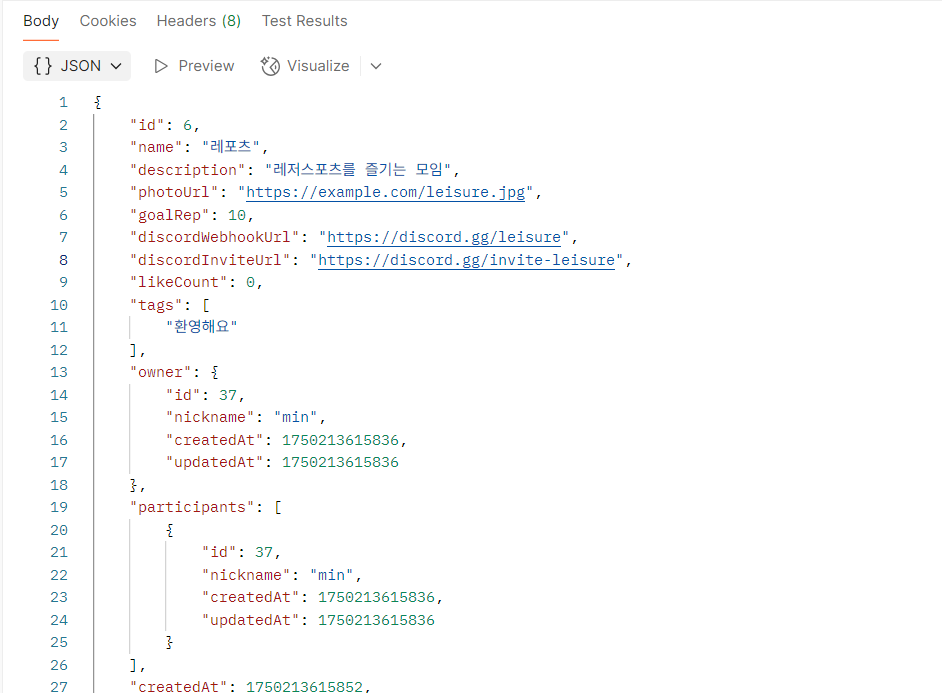 Body Cookies Headers (8) Test Results
{} JSON Preview Visualize
1 {
2 "id": 6,
3 "name": "레포츠",
4 "description": "레저스포츠를 즐기는 모임",
5 "photoUrl": "https://example.com/leisure.jpg",
6 "goalRep": 10,
7 "discordWebhookUrl": "https://discord.gg/leisure",
8 "discordInviteUrl": "https://discord.gg/invite-leisure",
9 "likeCount": 0,
10 "tags": [
11 "환영해요"
12 ],
13 "owner": {
14 "id": 37,
15 "nickname": "min",
16 "createdAt": 1750213615836,
17 "updatedAt": 1750213615836
18 },
19 "participants": [
20 {
21 "id": 37,
22 "nickname": "min",
23 "createdAt": 1750213615836,
24 "updatedAt": 1750213615836
25 }
26 ],
27 "createdAt": 1750213615852,